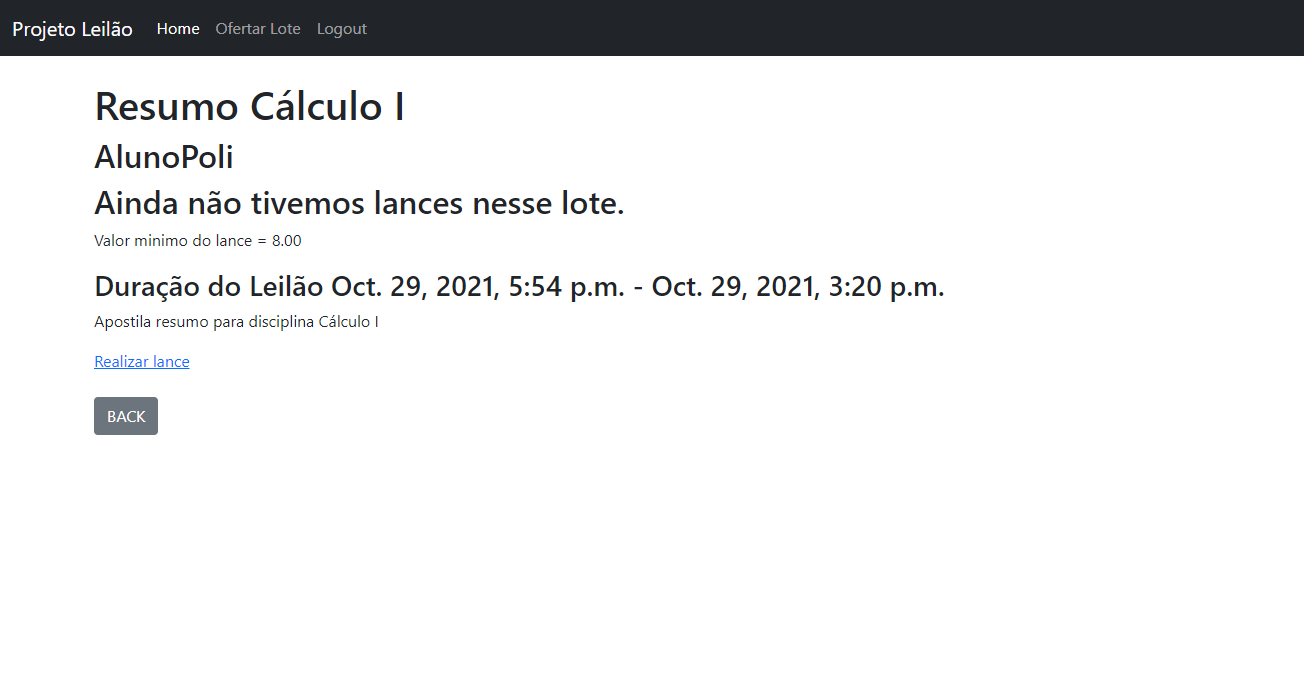 Projeto Leilão Home Ofertar Lote Logout
Resumo Cálculo I
AlunoPoli
Ainda não tivemos lances nesse lote.
Valor minimo do lance = 8.00
Duração do Leilão Oct. 29, 2021, 5:54 p.m. - Oct. 29, 2021, 3:20 p.m.
Apostila resumo para disciplina Cálculo I
Realizar lance
BACK